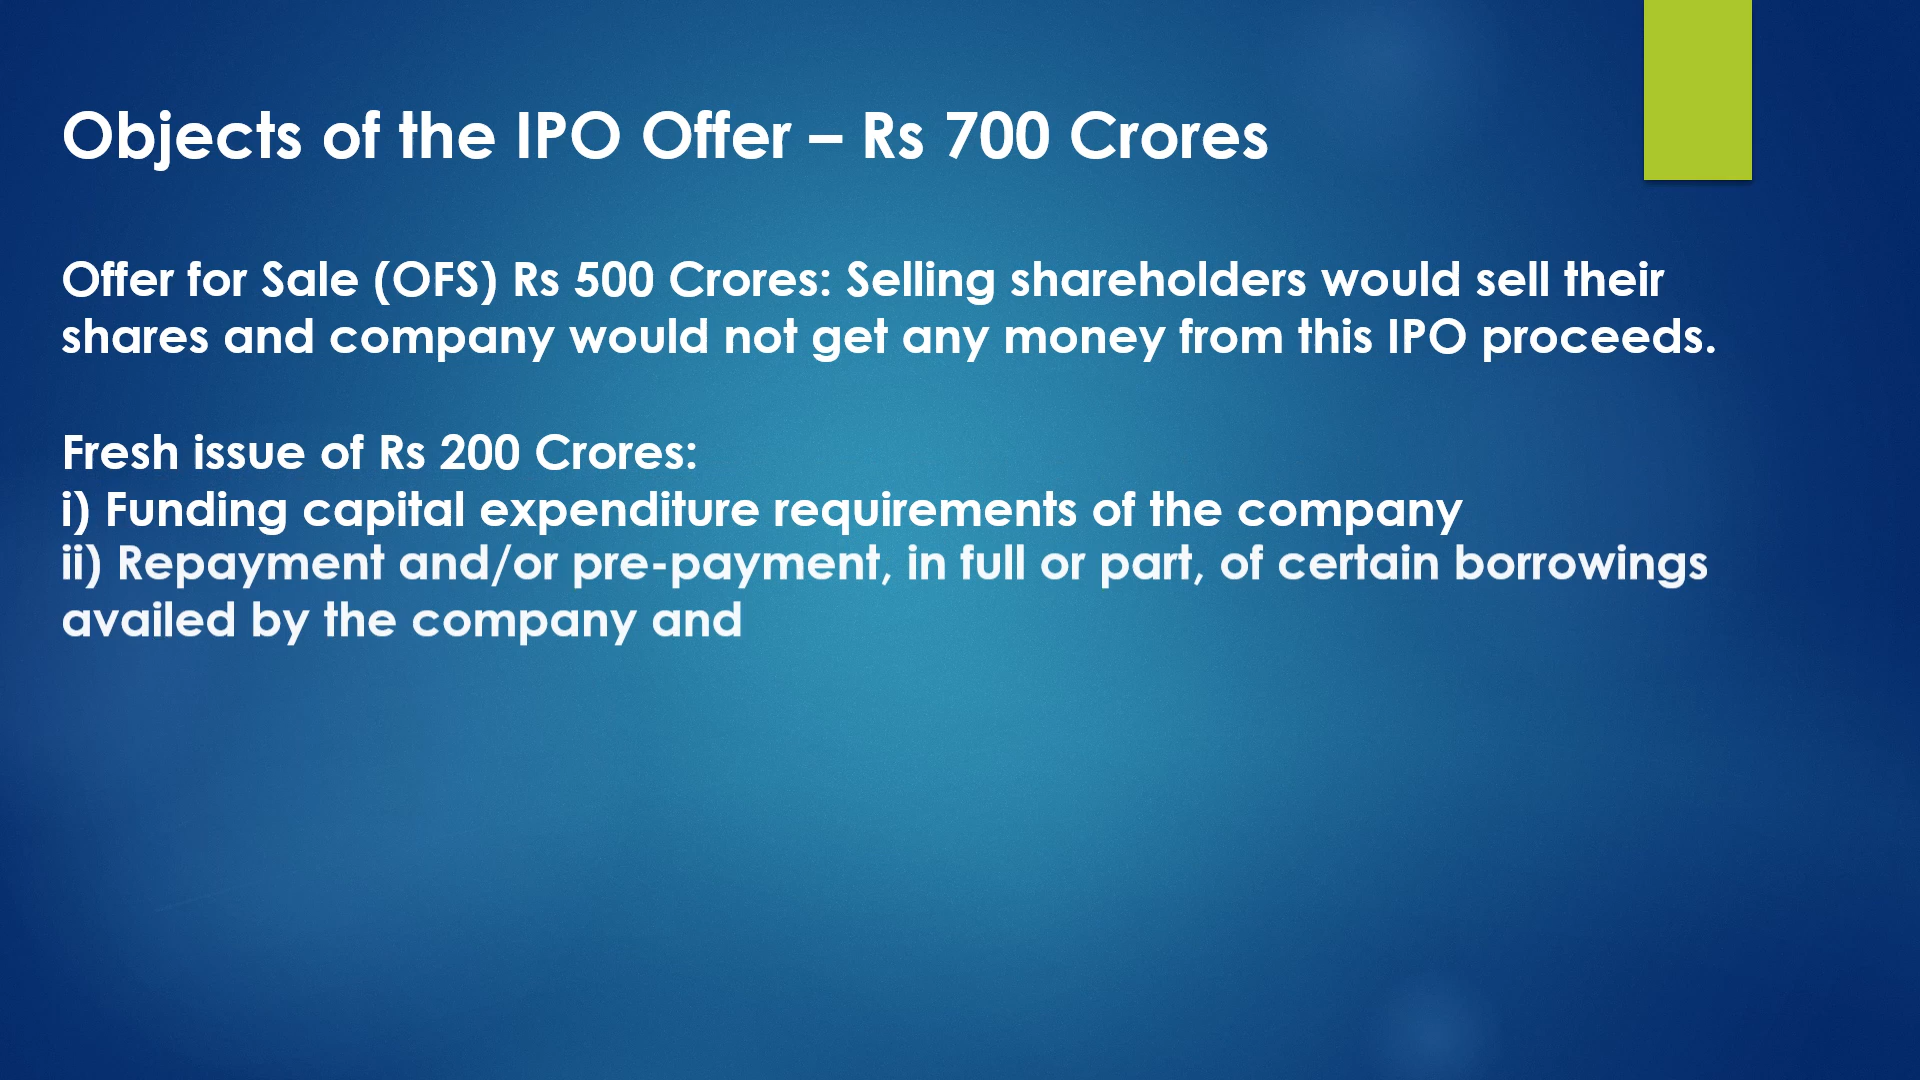 Objects of the IPO Offer – Rs 700 Crores
Offer for Sale (OFS) Rs 500 Crores: Selling shareholders would sell their
shares and company would not get any money from this IPO proceeds.
Fresh issue of Rs 200 Crores:
i) Funding capital expenditure requirements of the company
ii) Repayment and/or pre-payment, in full or part, of certain borrowings
availed by the company and